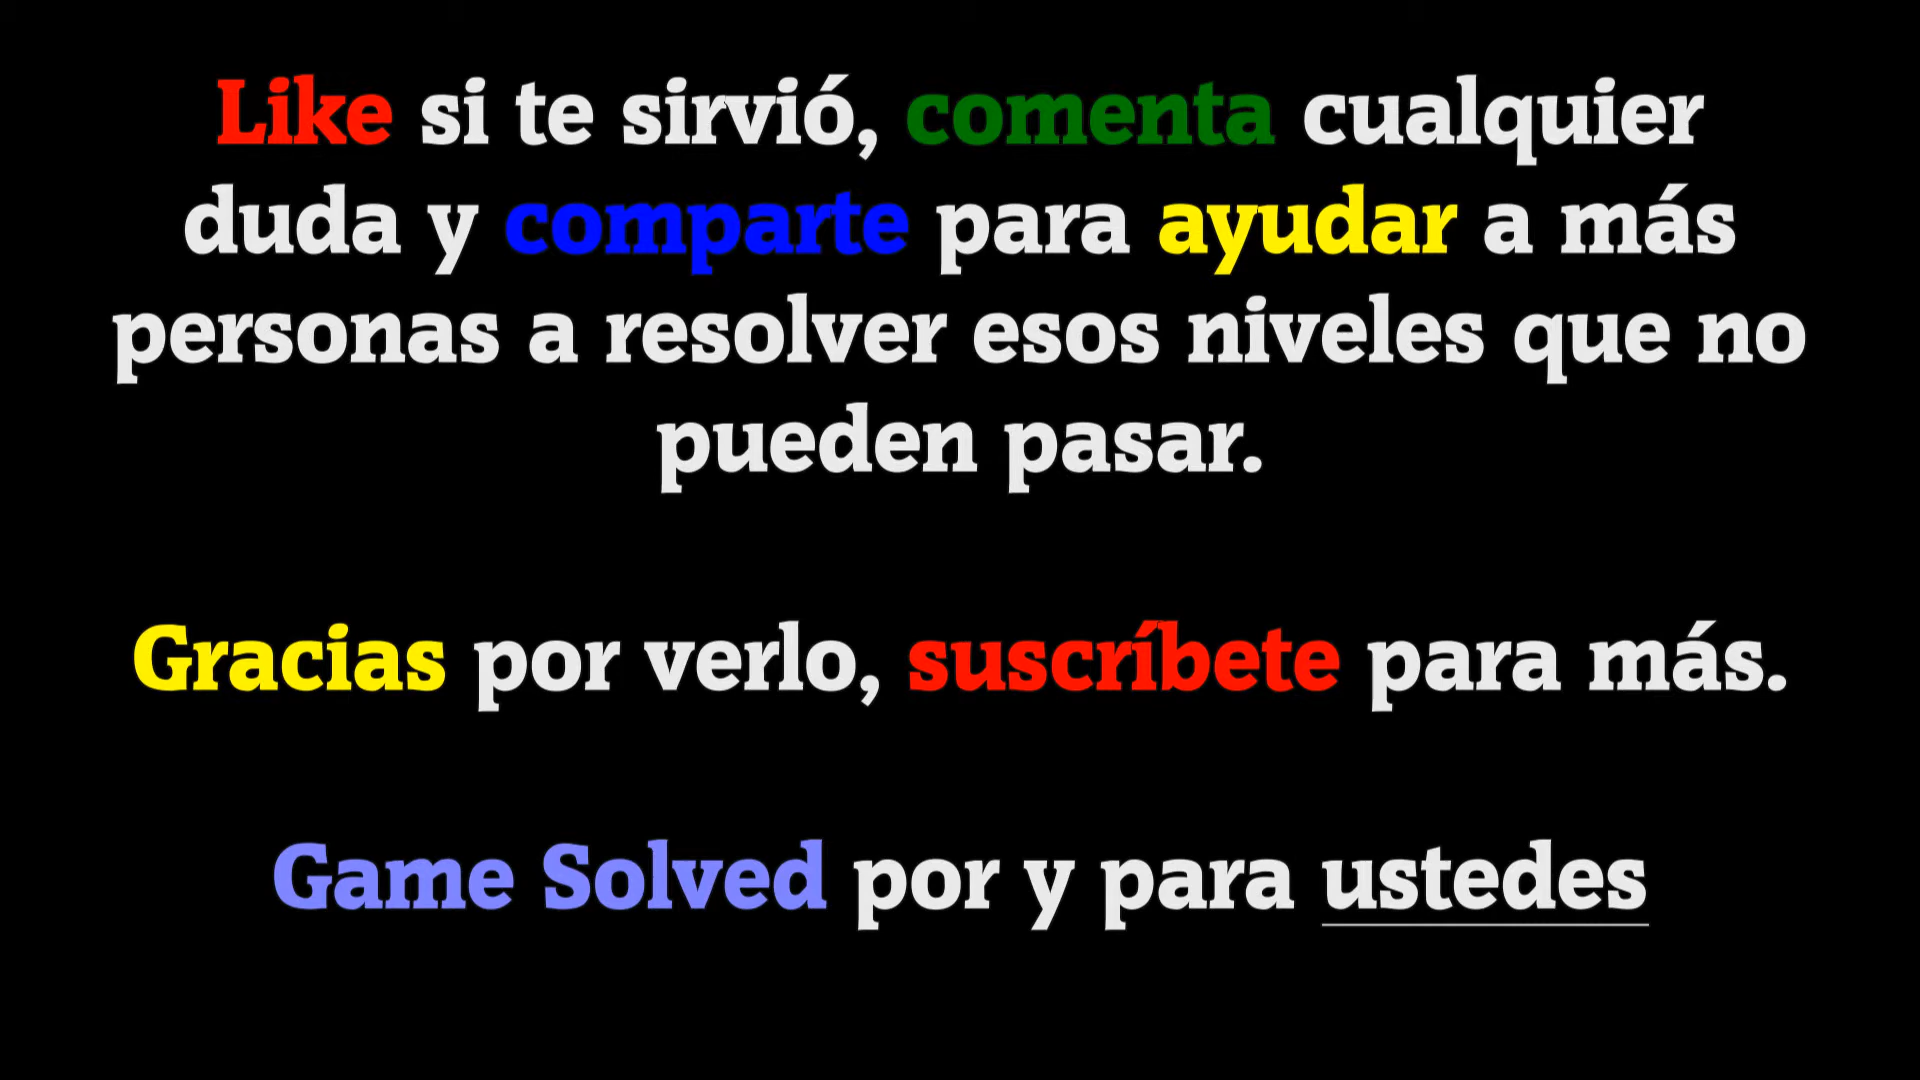 Like si te sirvió, comenta cualquier
duda y comparte para ayudar a más
personas a resolver esos niveles que no
pueden pasar.
Gracias por verlo, suscríbete para más.
Game Solved por y para ustedes